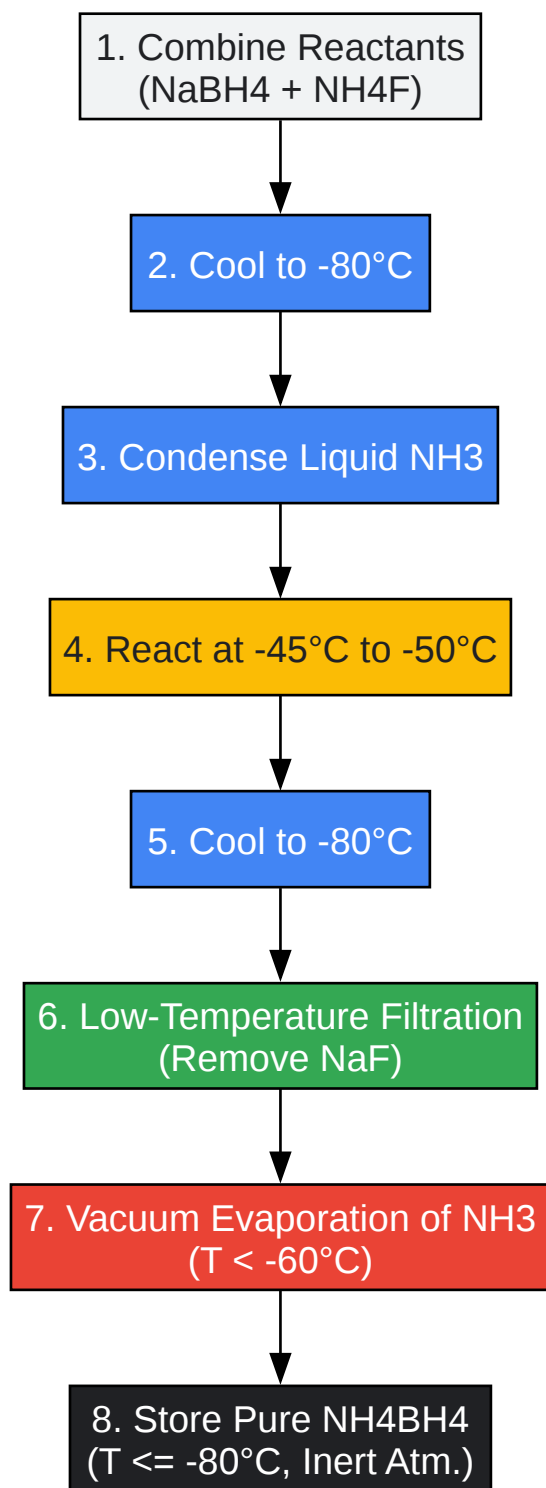 1. Combine Reactants
(NaBH4 + NH4F)
2. Cool to -80°C
3. Condense Liquid NH3
4. React at -45°C to -50°C
5. Cool to -80°C
6. Low-Temperature Filtration
(Remove NaF)
7. Vacuum Evaporation of NH3
(T < -60°C)
8. Store Pure NH4BH4
(T <= -80°C, Inert Atm.)